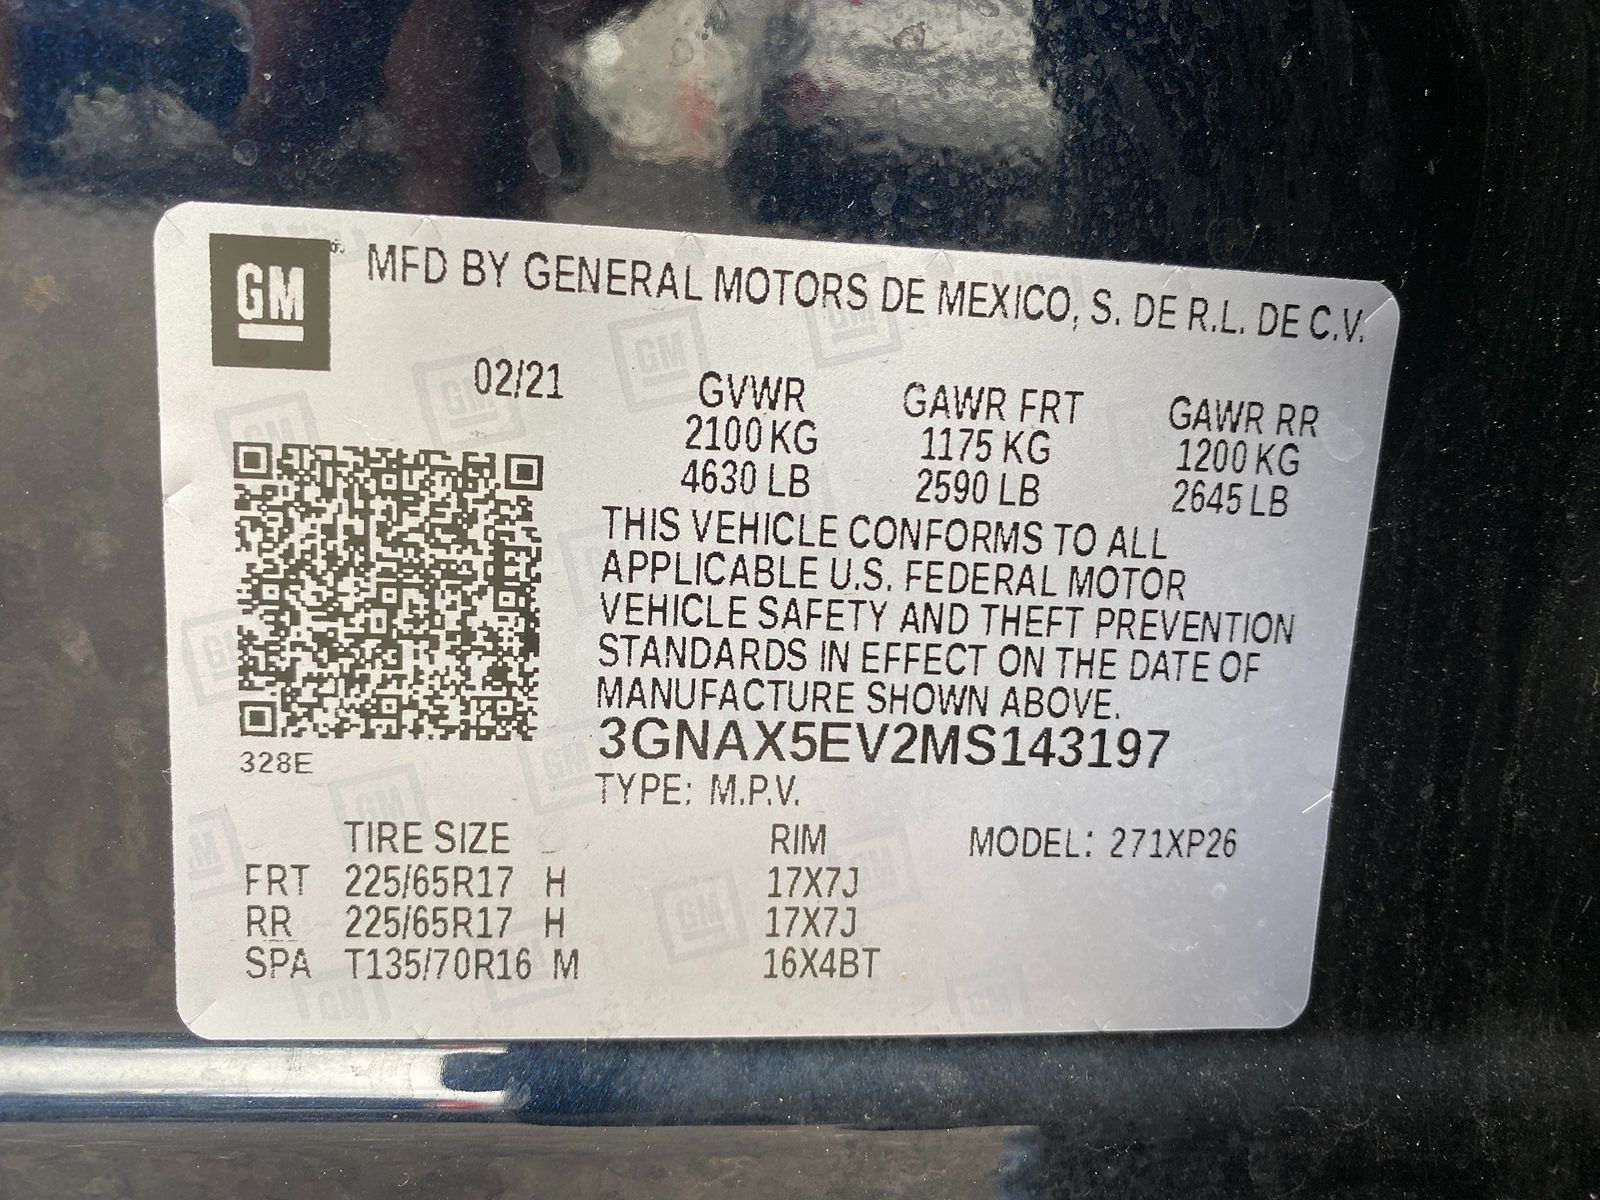 GM® MFD BY GENERAL MOTORS DE MEXICO, S. DE R.L. DE C.V.
02/21
GVWR GAWR FRT GAWR RR
2100 KG 1175 KG 1200 KG
4630 LB 2590 LB 2645 LB
THIS VEHICLE CONFORMS TO ALL
APPLICABLE U.S. FEDERAL MOTOR
VEHICLE SAFETY AND THEFT PREVENTION
STANDARDS IN EFFECT ON THE DATE OF
MANUFACTURE SHOWN ABOVE.
3GNAX5EV2MS143197
328E
TYPE: M.P.V.
TIRE SIZE RIM MODEL: 271XP26
FRT 225/65R17 H 17X7J
RR 225/65R17 H 17X7J
SPA T135/70R16 M 16X4BT